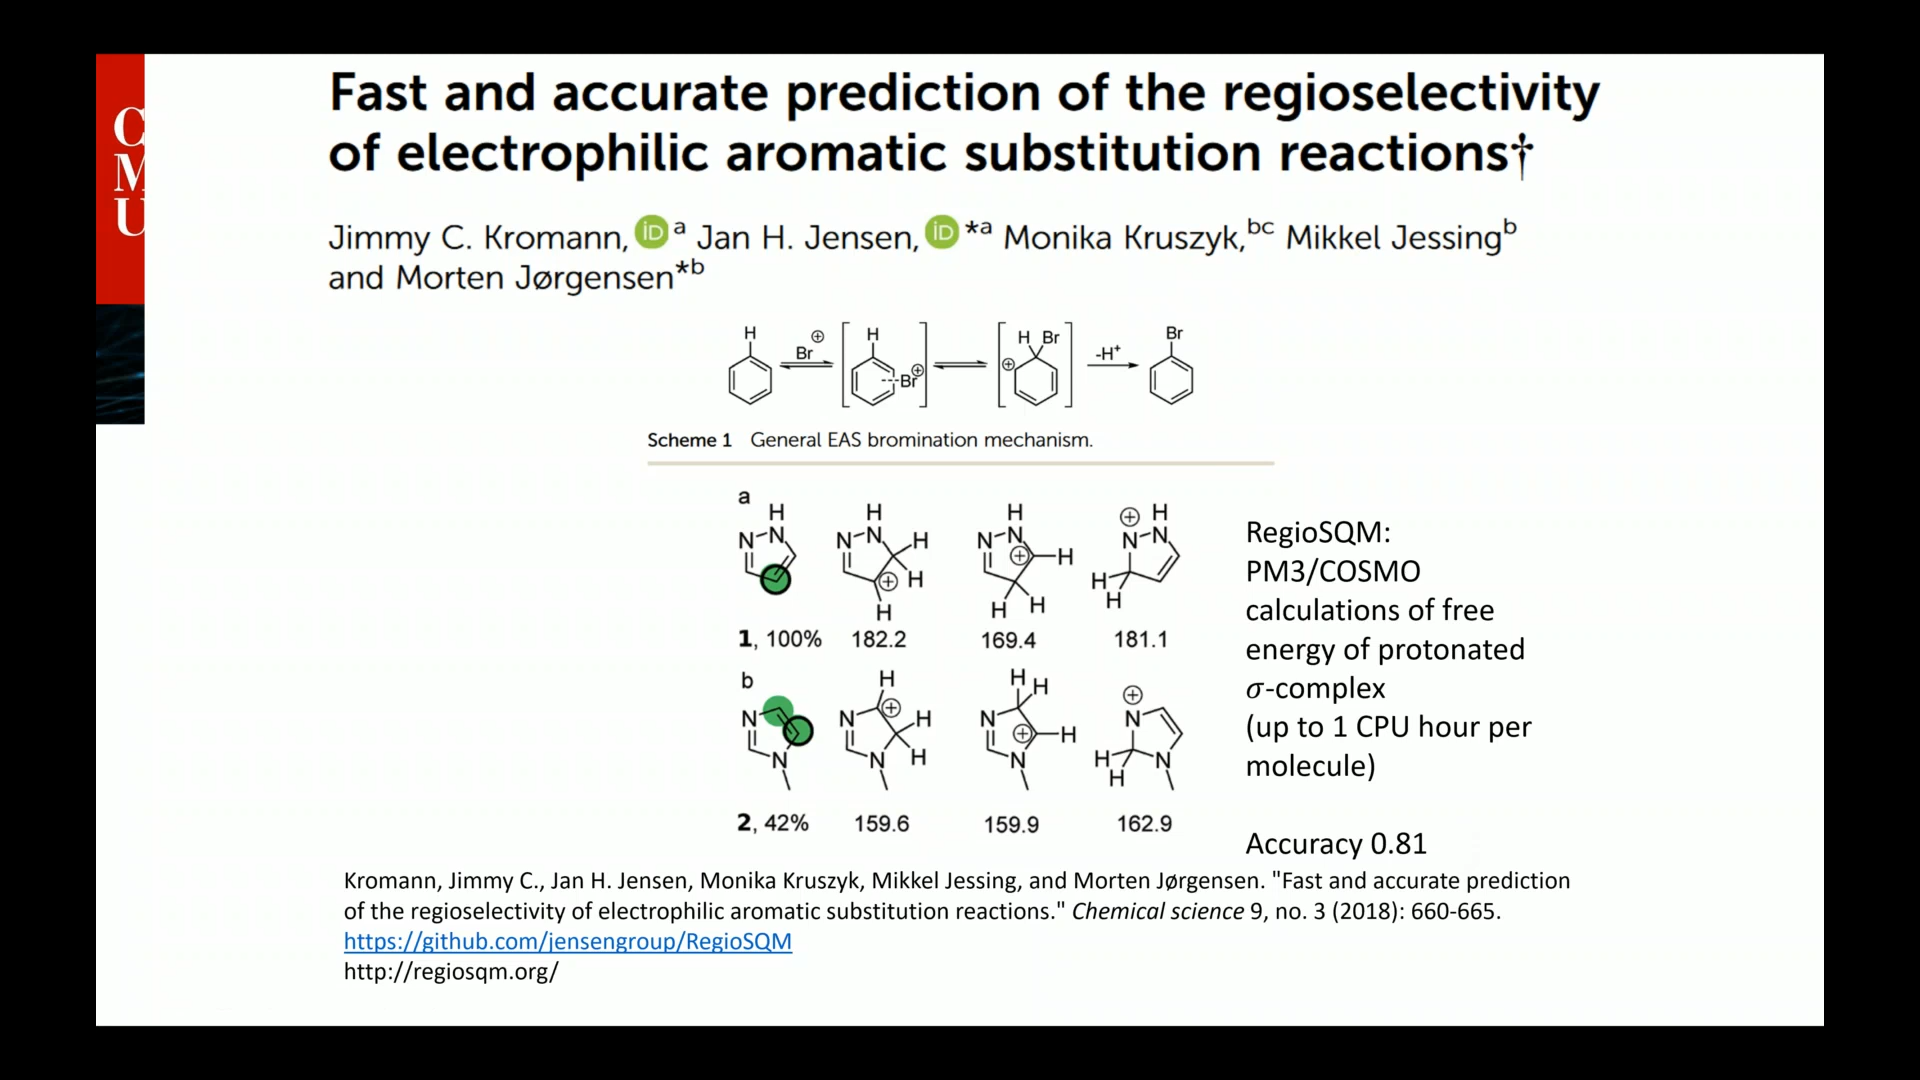 C
M
U
Fast and accurate prediction of the regioselectivity
of electrophilic aromatic substitution reactions†
Jimmy C. Kromann, iD a Jan H. Jensen, iD *a Monika Kruszyk,bc Mikkel Jessingb
and Morten Jørgensen*b
H Br ⊕ H Br ⊕ H Br ⊕ -H+ Br
Scheme 1 General EAS bromination mechanism.
a
H H H ⊕ H
N N N N H N N N N
⊕ H ⊕ H H
H H H H
1, 100% 182.2 169.4 181.1
b
H H H ⊕
N N ⊕ H N ⊕ H N
N N H N H H N
2, 42% 159.6 159.9 162.9
RegioSQM:
PM3/COSMO
calculations of free
energy of protonated
σ-complex
(up to 1 CPU hour per
molecule)
Accuracy 0.81
Kromann, Jimmy C., Jan H. Jensen, Monika Kruszyk, Mikkel Jessing, and Morten Jørgensen. "Fast and accurate prediction
of the regioselectivity of electrophilic aromatic substitution reactions." Chemical science 9, no. 3 (2018): 660-665.
https://github.com/jensengroup/RegioSQM
http://regiosqm.org/